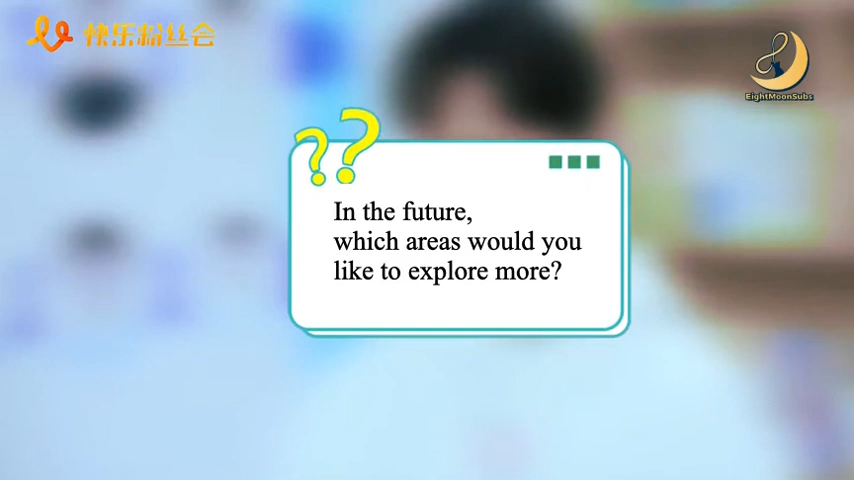 快乐粉丝会
EightMoonSubs
??
In the future,
which areas would you
like to explore more?